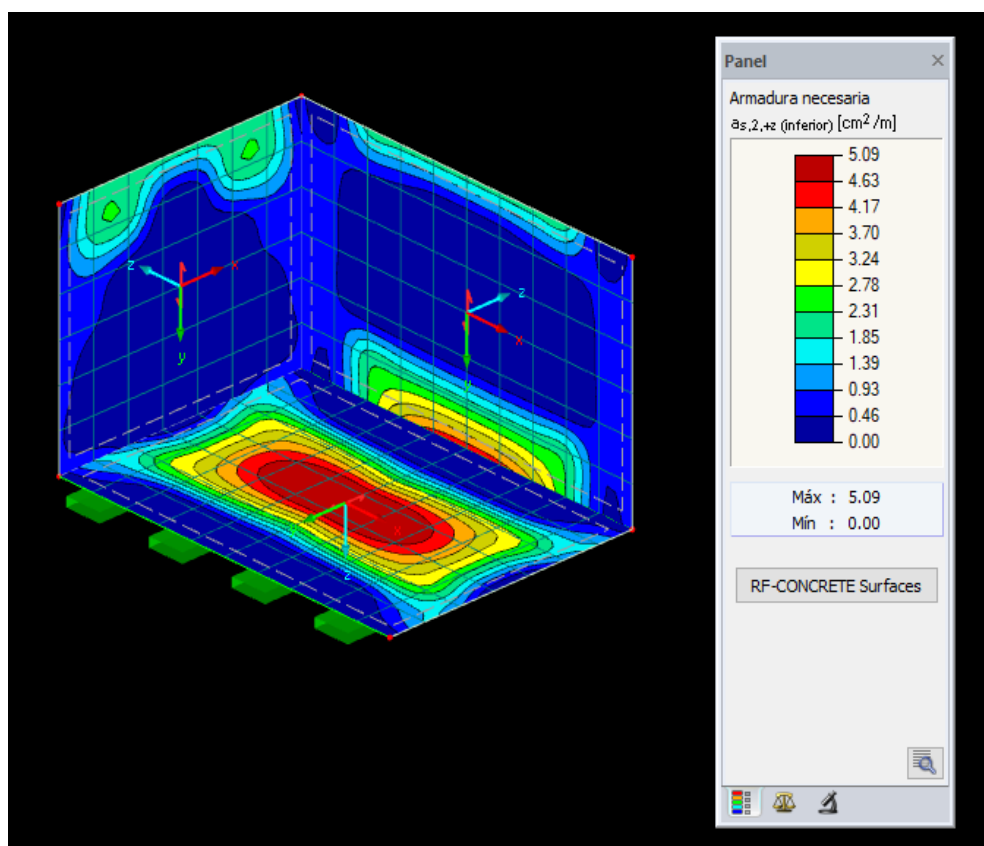 Panel
Armadura necesaria
as,2,+z (inferior) [cm²/m]
5.09
4.63
4.17
3.70
3.24
2.78
2.31
1.85
1.39
0.93
0.46
0.00
Máx : 5.09
Mín : 0.00
RF-CONCRETE Surfaces
z
x
y
z
x
x
z